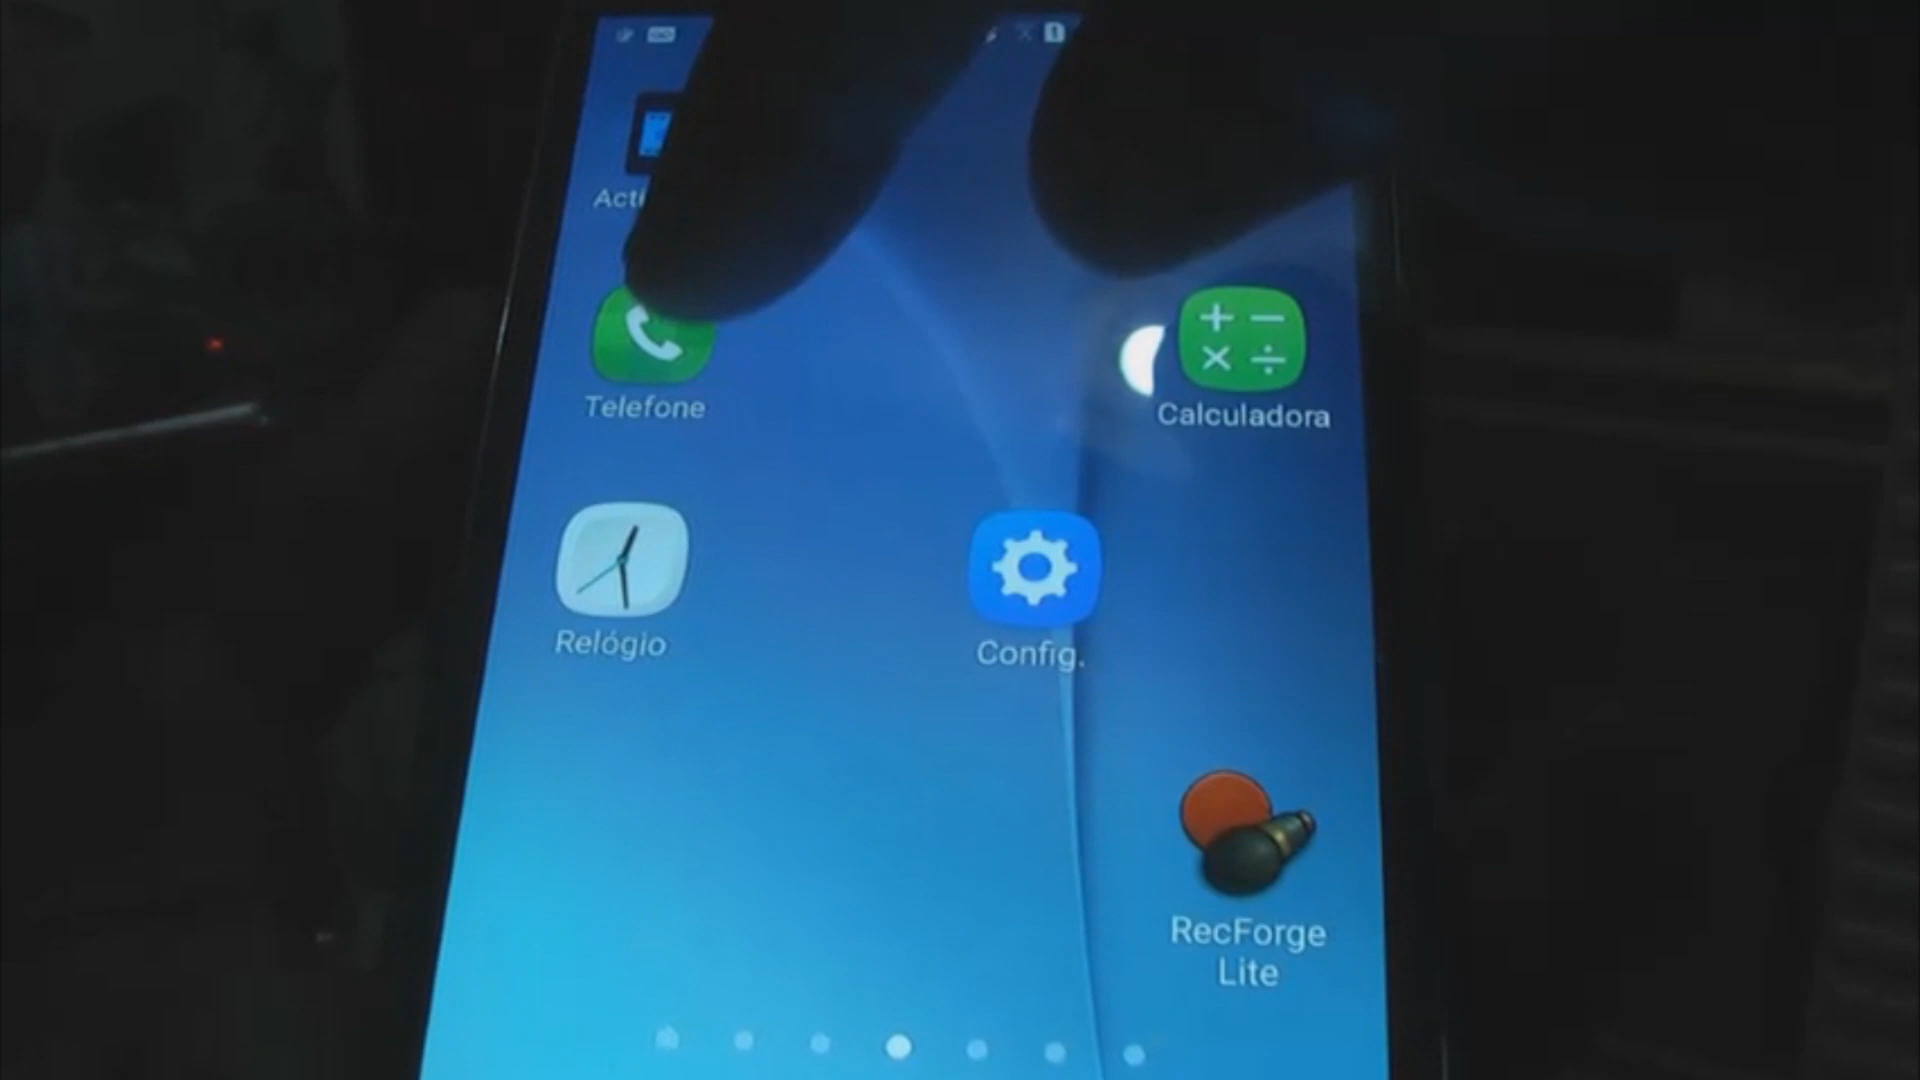 Telefone
Calculadora
Relógio
Config.
RecForge
Lite